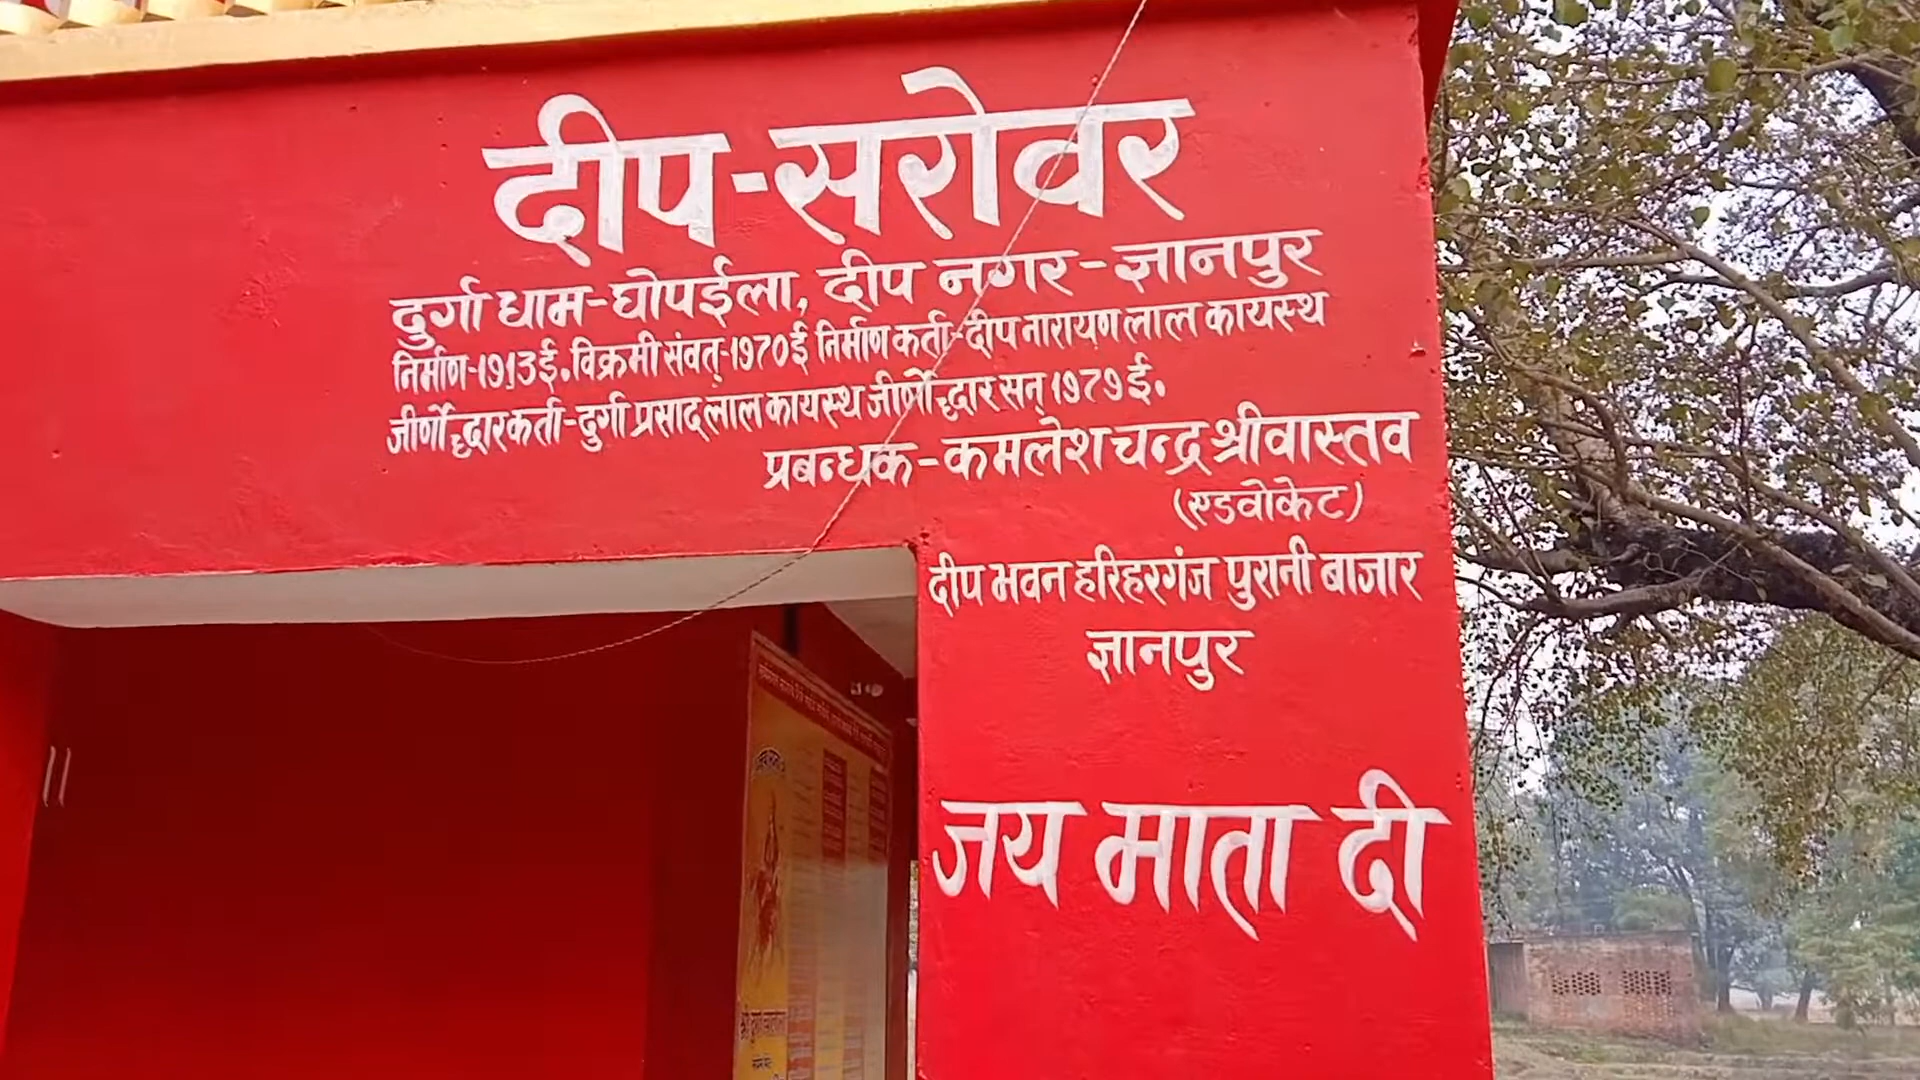 दीप-सरोवर
दुर्गा धाम-घोपईला, दीप नगर-ज्ञानपुर
निर्माण-1913ई. विक्रमी संवत्-1970ई निर्माण कर्ता-दीप नारायण लाल कायस्थ
जीर्णोद्धारकर्ता-दुर्गा प्रसाद लाल कायस्थ जीर्णोद्धार सन् 1979ई.
प्रबन्धक-कमलेश चन्द्र श्रीवास्तव
(एडवोकेट)
दीप भवन हरिहरगंज पुरानी बाजार
ज्ञानपुर
जय माता दी